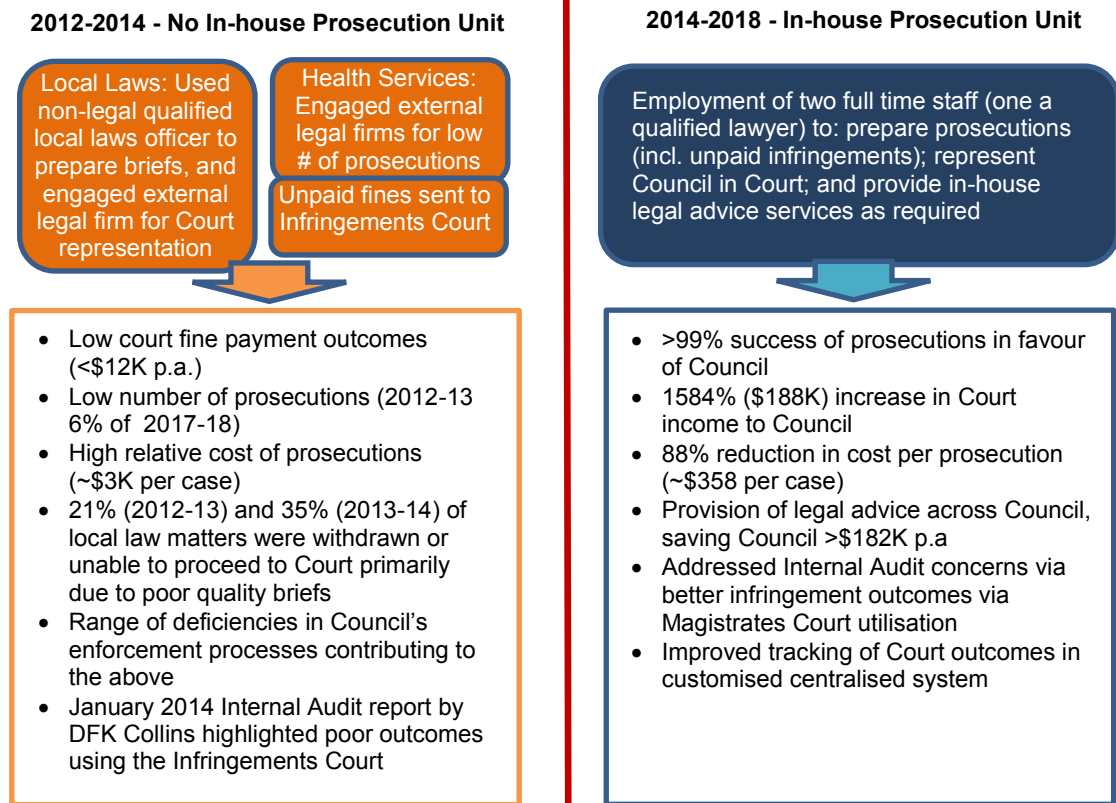 2012-2014 - No In-house Prosecution Unit
Local Laws: Used
non-legal qualified
local laws officer to
prepare briefs, and
engaged external
legal firm for Court
representation
Health Services:
Engaged external
legal firms for low
# of prosecutions
Unpaid fines sent to
Infringements Court
• Low court fine payment outcomes
(<$12K p.a.)
• Low number of prosecutions (2012-13
6% of 2017-18)
• High relative cost of prosecutions
(~$3K per case)
• 21% (2012-13) and 35% (2013-14) of
local law matters were withdrawn or
unable to proceed to Court primarily
due to poor quality briefs
• Range of deficiencies in Council's
enforcement processes contributing to
the above
• January 2014 Internal Audit report by
DFK Collins highlighted poor outcomes
using the Infringements Court
2014-2018 - In-house Prosecution Unit
Employment of two full time staff (one a
qualified lawyer) to: prepare prosecutions
(incl. unpaid infringements); represent
Council in Court; and provide in-house
legal advice services as required
• >99% success of prosecutions in favour
of Council
• 1584% ($188K) increase in Court
income to Council
• 88% reduction in cost per prosecution
(~$358 per case)
• Provision of legal advice across Council,
saving Council >$182K p.a
• Addressed Internal Audit concerns via
better infringement outcomes via
Magistrates Court utilisation
• Improved tracking of Court outcomes in
customised centralised system